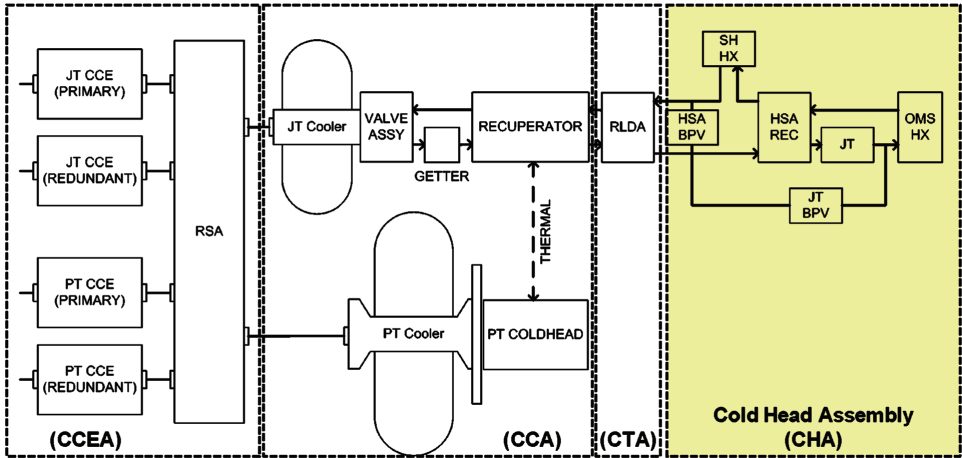 JT CCE
(PRIMARY)
JT CCE
(REDUNDANT)
PT CCE
(PRIMARY)
PT CCE
(REDUNDANT)
RSA
(CCEA)
JT Cooler
VALVE
ASSY
GETTER
RECUPERATOR
THERMAL
PT Cooler
PT COLDHEAD
(CCA)
RLDA
(CTA)
SH
HX
HSA
BPV
HSA
REC
JT
OMS
HX
JT
BPV
Cold Head Assembly
(CHA)